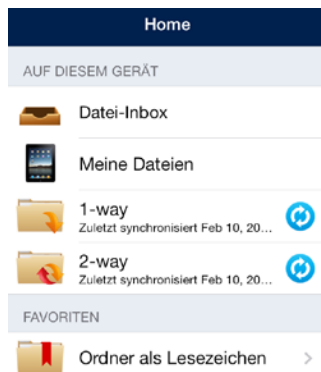 Home
AUF DIESEM GERÄT
Datei-Inbox
Meine Dateien
1-way
Zuletzt synchronisiert Feb 10, 20...
2-way
Zuletzt synchronisiert Feb 10, 20...
FAVORITEN
Ordner als Lesezeichen